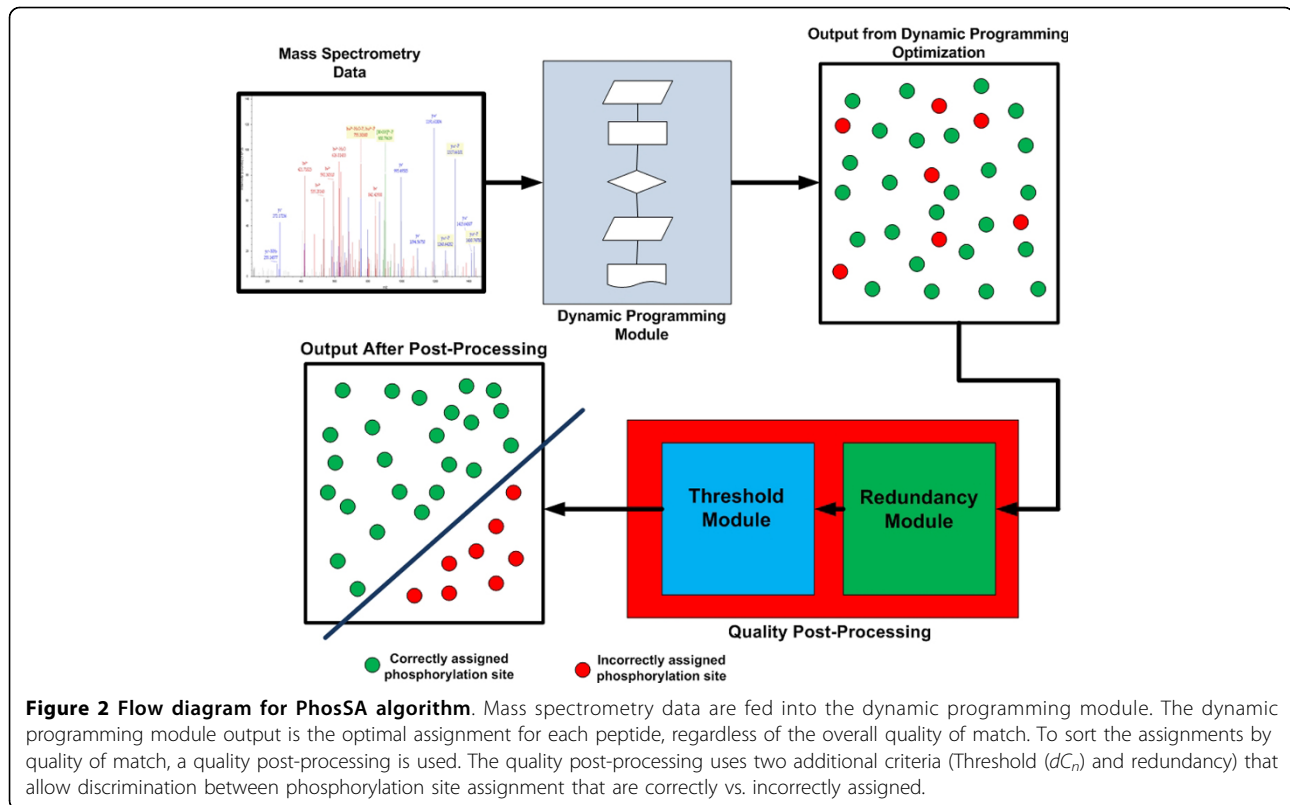 Mass Spectrometry
Data
Dynamic Programming
Module
Output from Dynamic Programming
Optimization
Output After Post-Processing
Threshold
Module
Redundancy
Module
Quality Post-Processing
Correctly assigned
phosphorylation site
Incorrectly assigned
phosphorylation site
Figure 2 Flow diagram for PhosSA algorithm. Mass spectrometry data are fed into the dynamic programming module. The dynamic
programming module output is the optimal assignment for each peptide, regardless of the overall quality of match. To sort the assignments by
quality of match, a quality post-processing is used. The quality post-processing uses two additional criteria (Threshold (dCn) and redundancy) that
allow discrimination between phosphorylation site assignment that are correctly vs. incorrectly assigned.